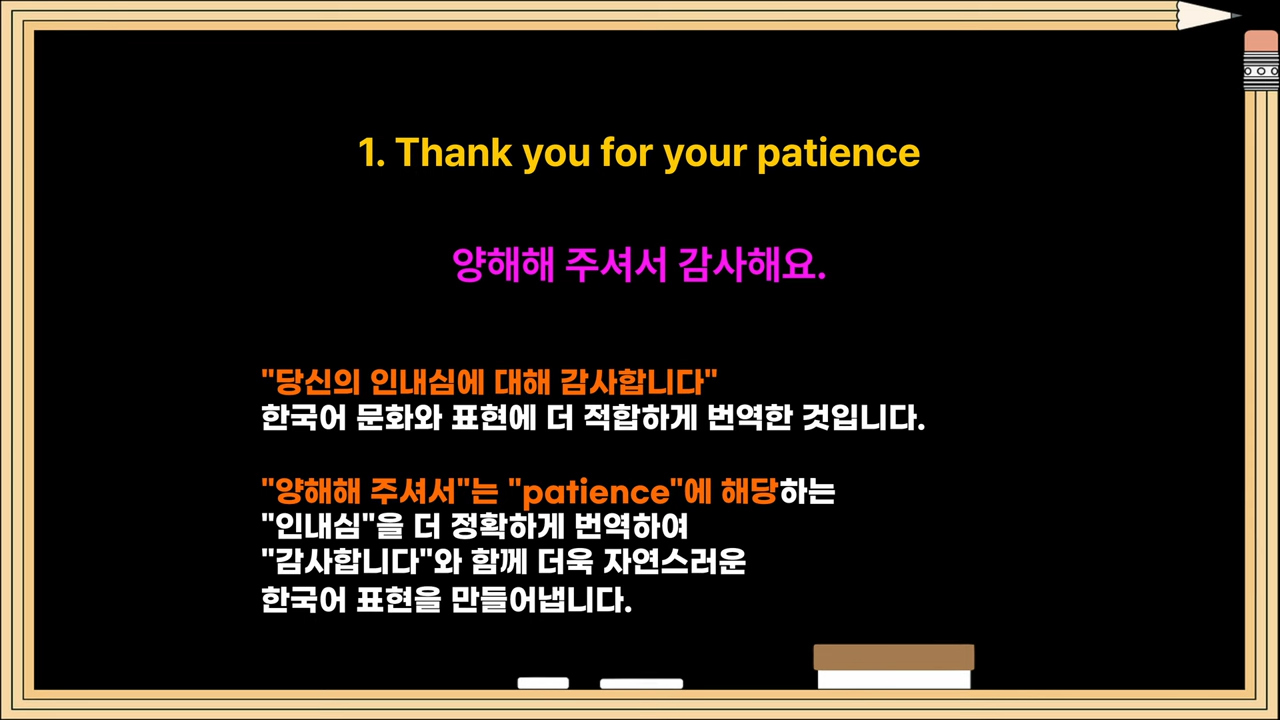 1. Thank you for your patience
양해해 주셔서 감사해요.
"당신의 인내심에 대해 감사합니다"
한국어 문화와 표현에 더 적합하게 번역한 것입니다.
"양해해 주셔서"는 "patience"에 해당하는
"인내심"을 더 정확하게 번역하여
"감사합니다"와 함께 더욱 자연스러운
한국어 표현을 만들어냅니다.